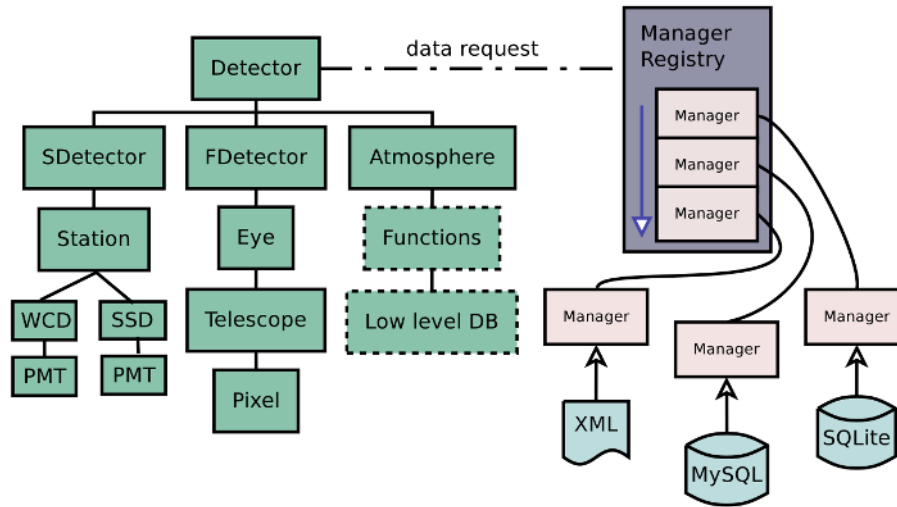 Detector
data request
Manager
Registry
Manager
Manager
Manager
SDetector
FDetector
Atmosphere
Station
Eye
Functions
WCD
SSD
Telescope
Low level DB
PMT
PMT
Pixel
Manager
Manager
Manager
XML
MySQL
SQLite